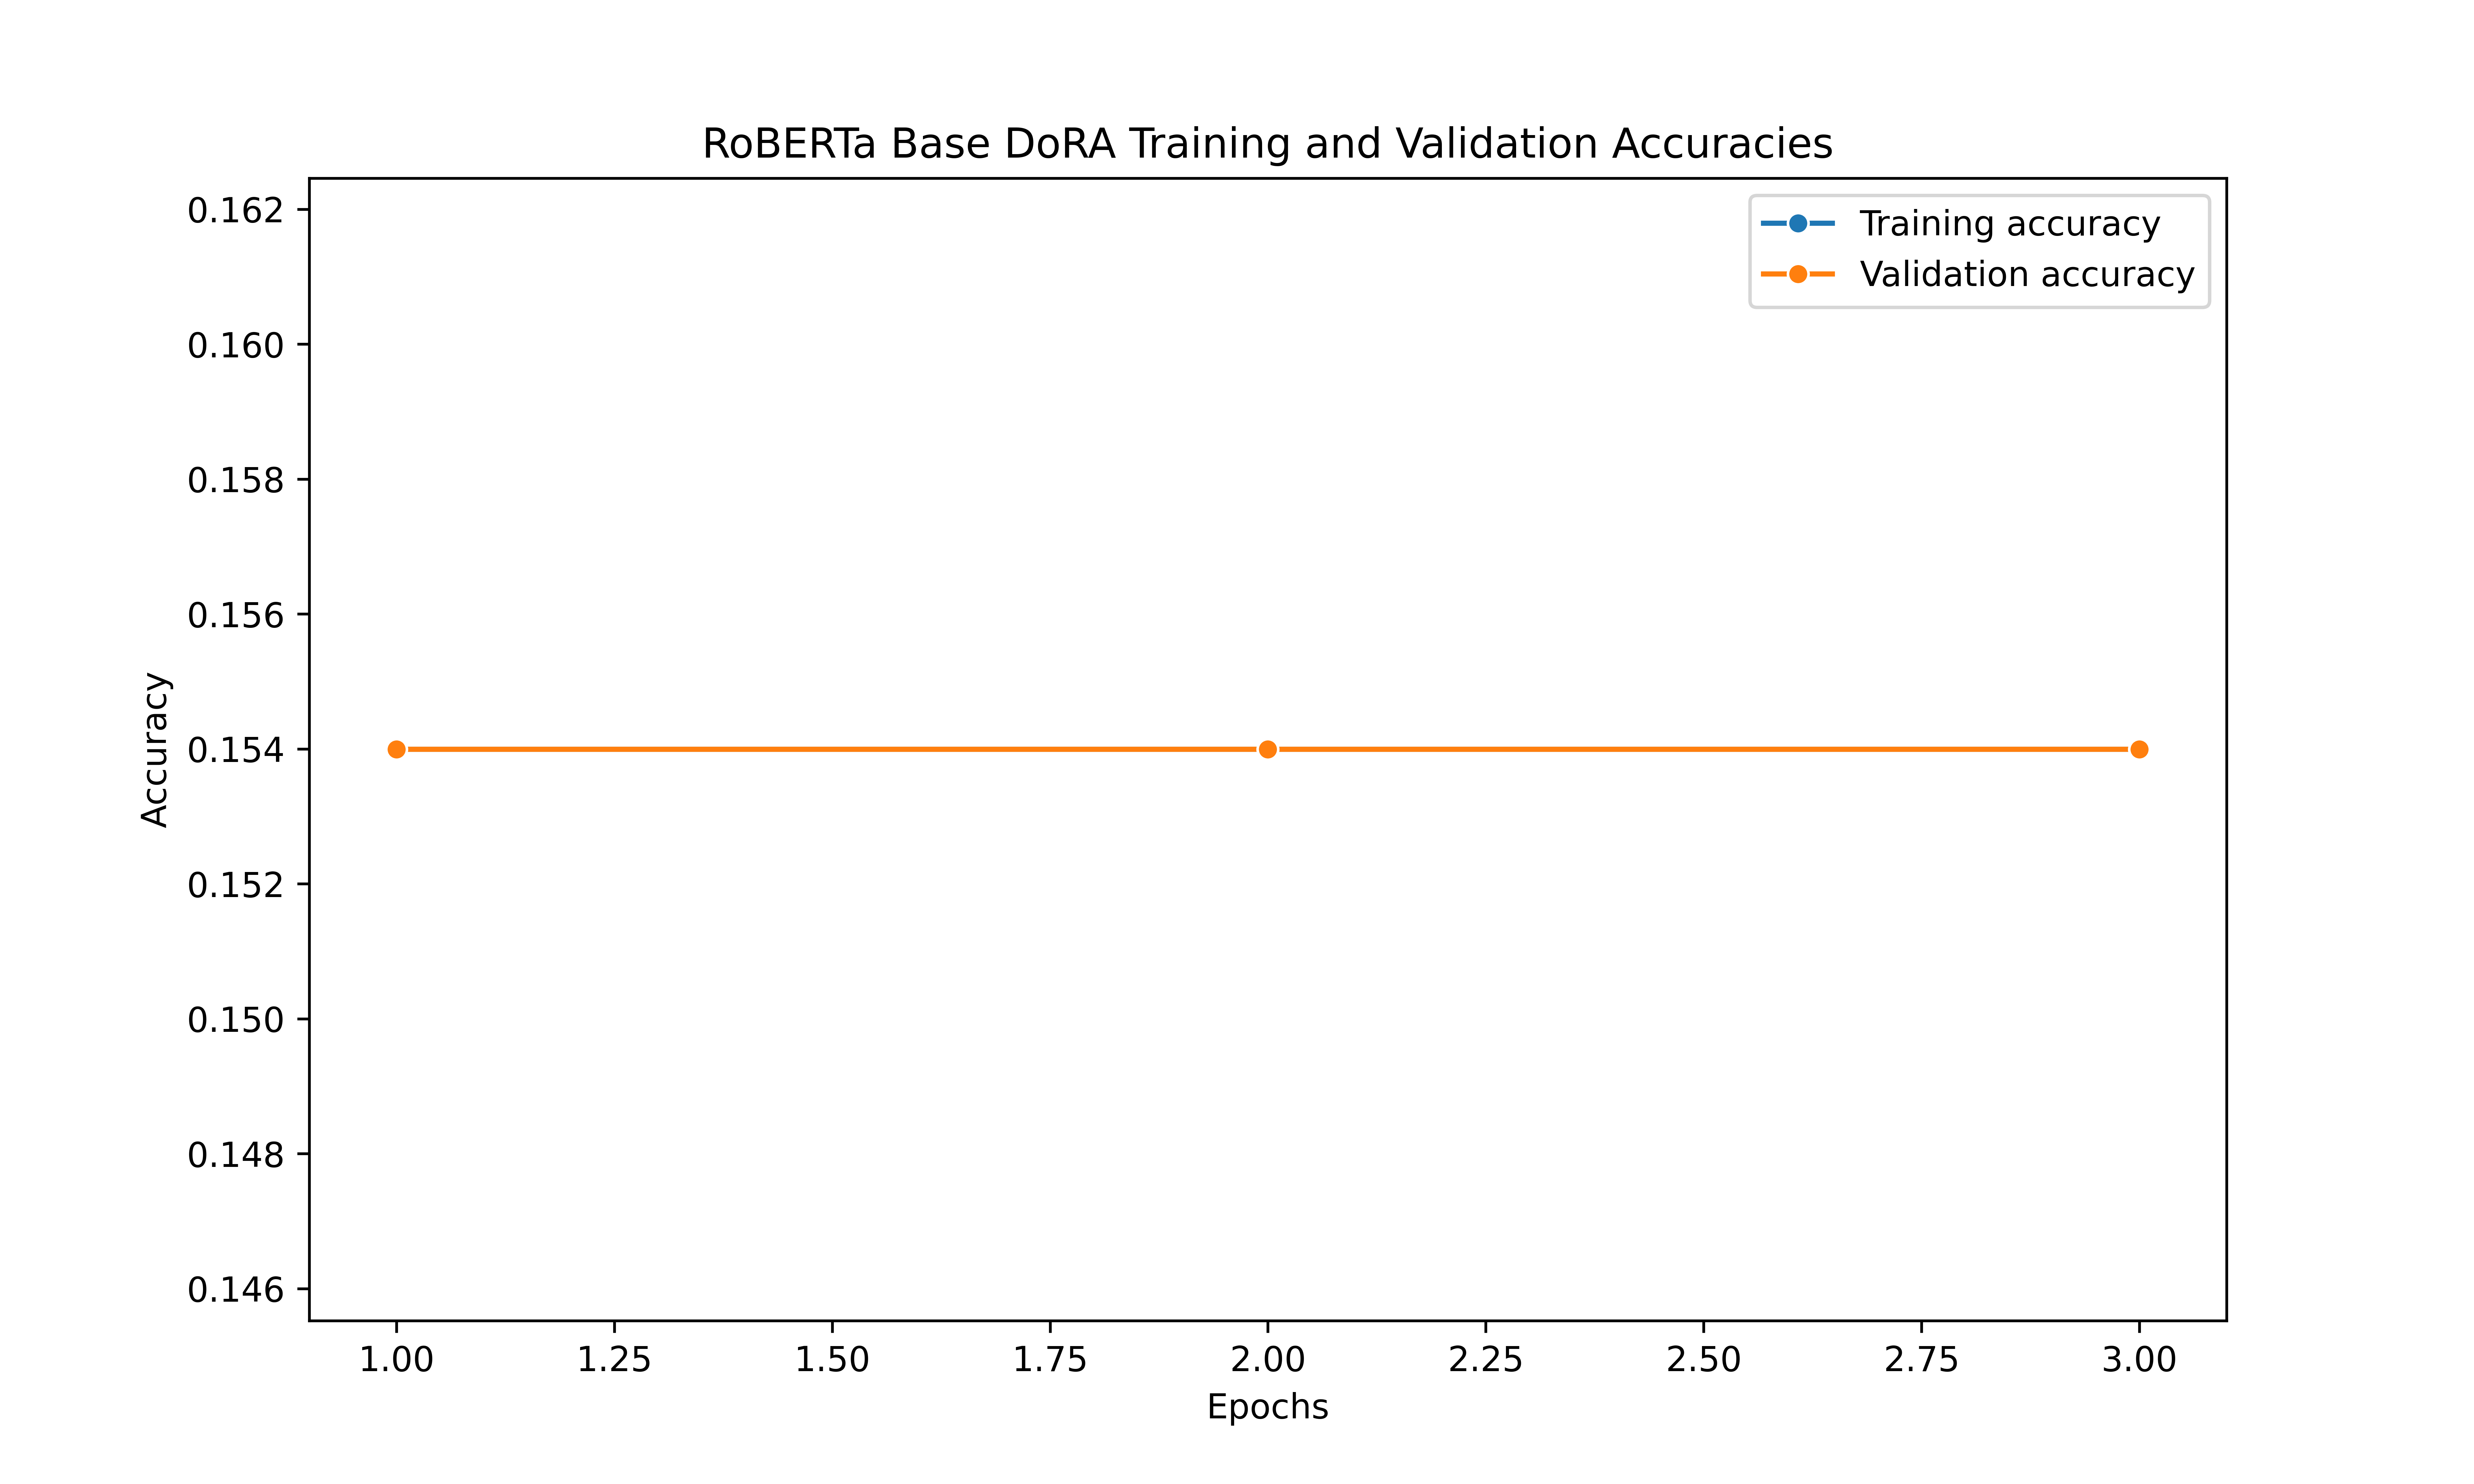 RoBERTa Base DoRA Training and Validation Accuracies
Training accuracy
Validation accuracy
0.162
0.160
0.158
0.156
0.154
0.152
0.150
0.148
0.146
Accuracy
1.00 1.25 1.50 1.75 2.00 2.25 2.50 2.75 3.00
Epochs